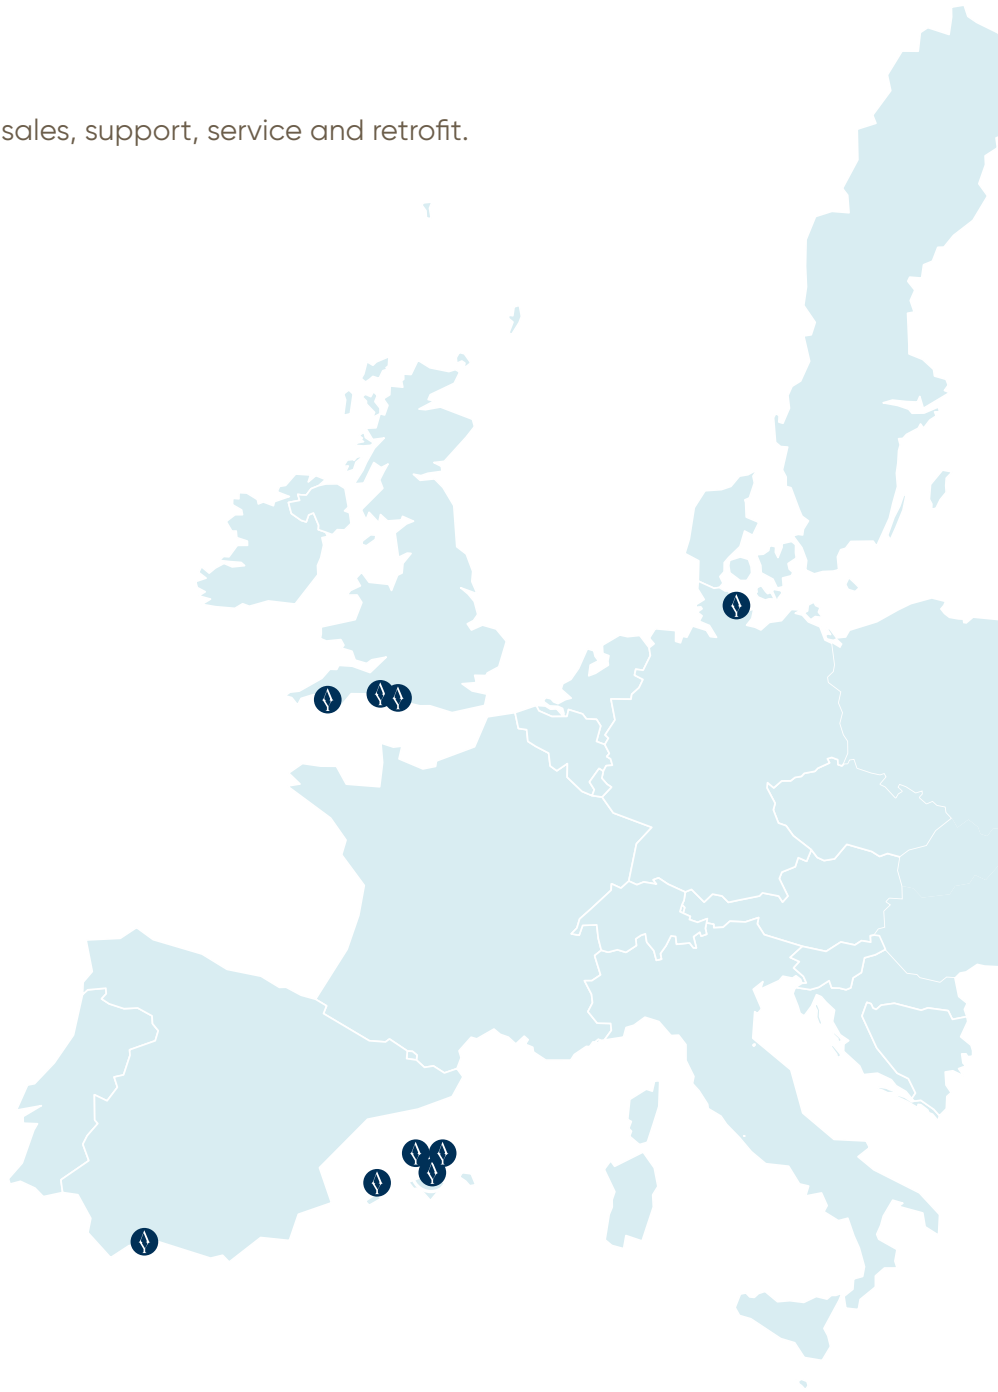 sales, support, service and retrofit.